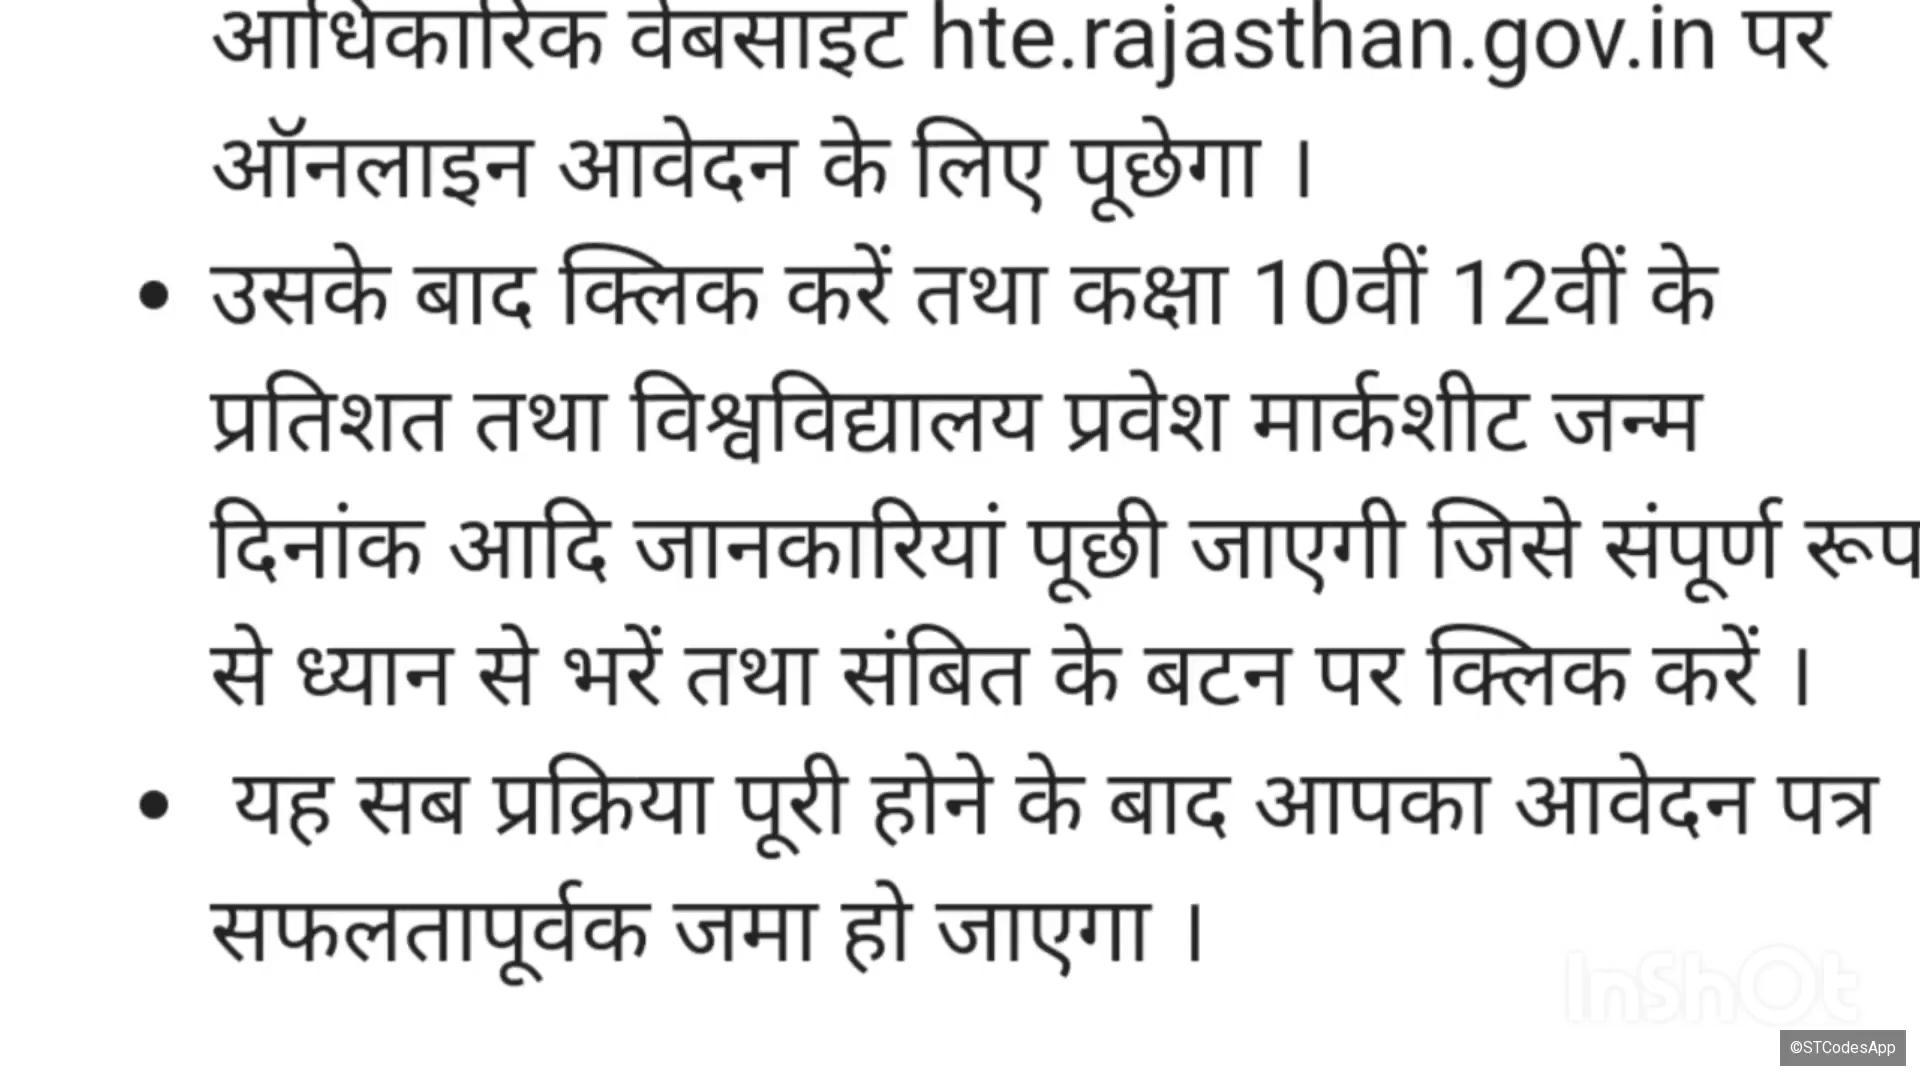 आधिकारिक वेबसाइट hte.rajasthan.gov.in पर
ऑनलाइन आवेदन के लिए पूछेगा ।
• उसके बाद क्लिक करें तथा कक्षा 10वीं 12वीं के
प्रतिशत तथा विश्वविद्यालय प्रवेश मार्कशीट जन्म
दिनांक आदि जानकारियां पूछी जाएगी जिसे संपूर्ण रूप
से ध्यान से भरें तथा संबित के बटन पर क्लिक करें ।
• यह सब प्रक्रिया पूरी होने के बाद आपका आवेदन पत्र
सफलतापूर्वक जमा हो जाएगा ।
InShOt
©STCodesApp